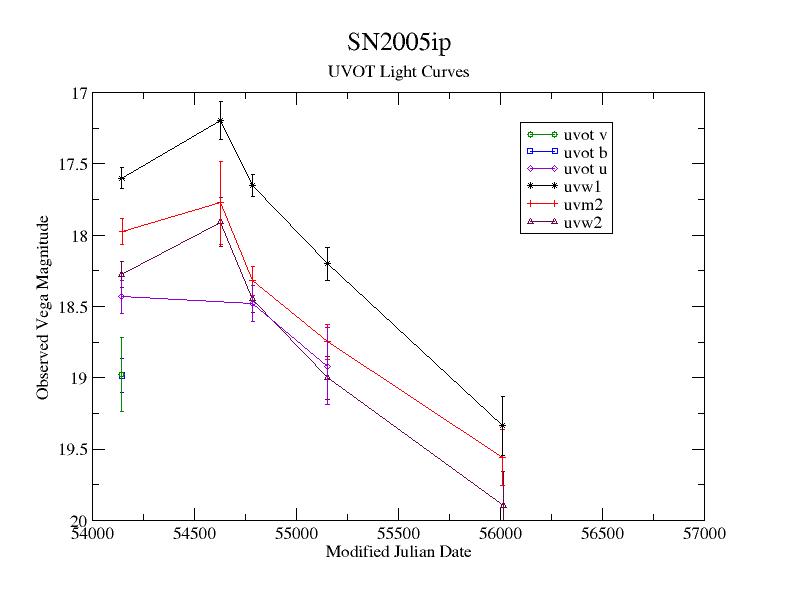 SN2005ip
UVOT Light Curves
17
17.5
18
18.5
19
19.5
20
Observed Vega Magnitude
uvot v
uvot b
uvot u
uvw1
uvm2
uvw2
54000 54500 55000 55500 56000 56500 57000
Modified Julian Date